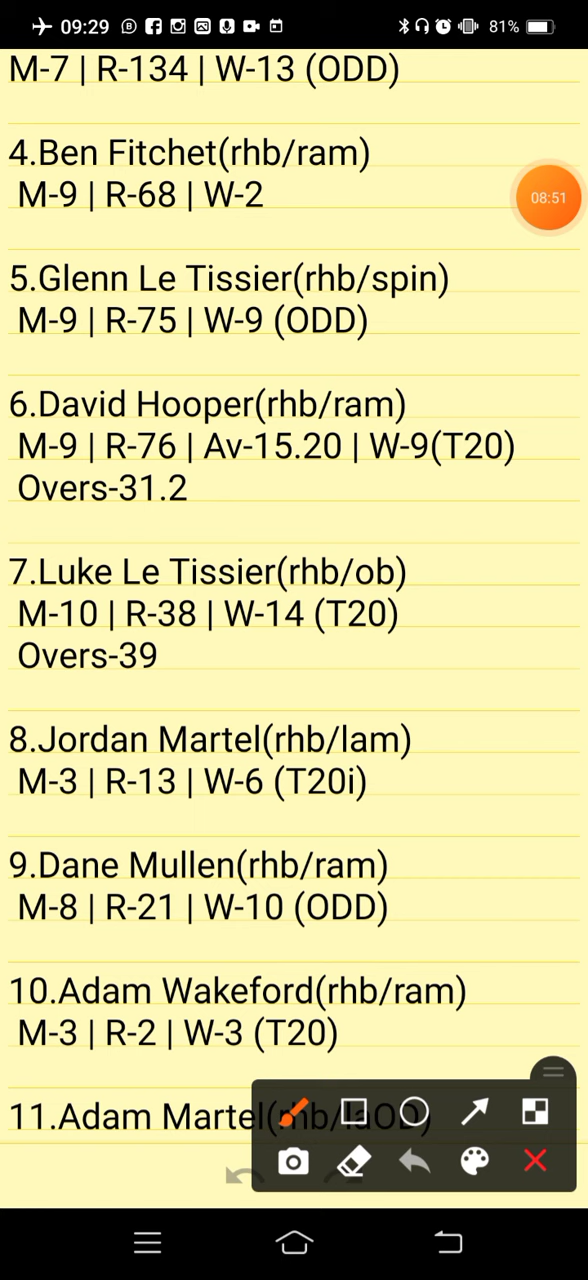 09:29
81%
M-7 | R-134 | W-13 (ODD)
4.Ben Fitchet(rhb/ram)
M-9 | R-68 | W-2
08:51
5.Glenn Le Tissier(rhb/spin)
M-9 | R-75 | W-9 (ODD)
6.David Hooper(rhb/ram)
M-9 | R-76 | Av-15.20 | W-9(T20)
Overs-31.2
7.Luke Le Tissier(rhb/ob)
M-10 | R-38 | W-14 (T20)
Overs-39
8.Jordan Martel(rhb/lam)
M-3 | R-13 | W-6 (T20i)
9.Dane Mullen(rhb/ram)
M-8 | R-21 | W-10 (ODD)
10.Adam Wakeford(rhb/ram)
M-3 | R-2 | W-3 (T20)
11.Adam Martel